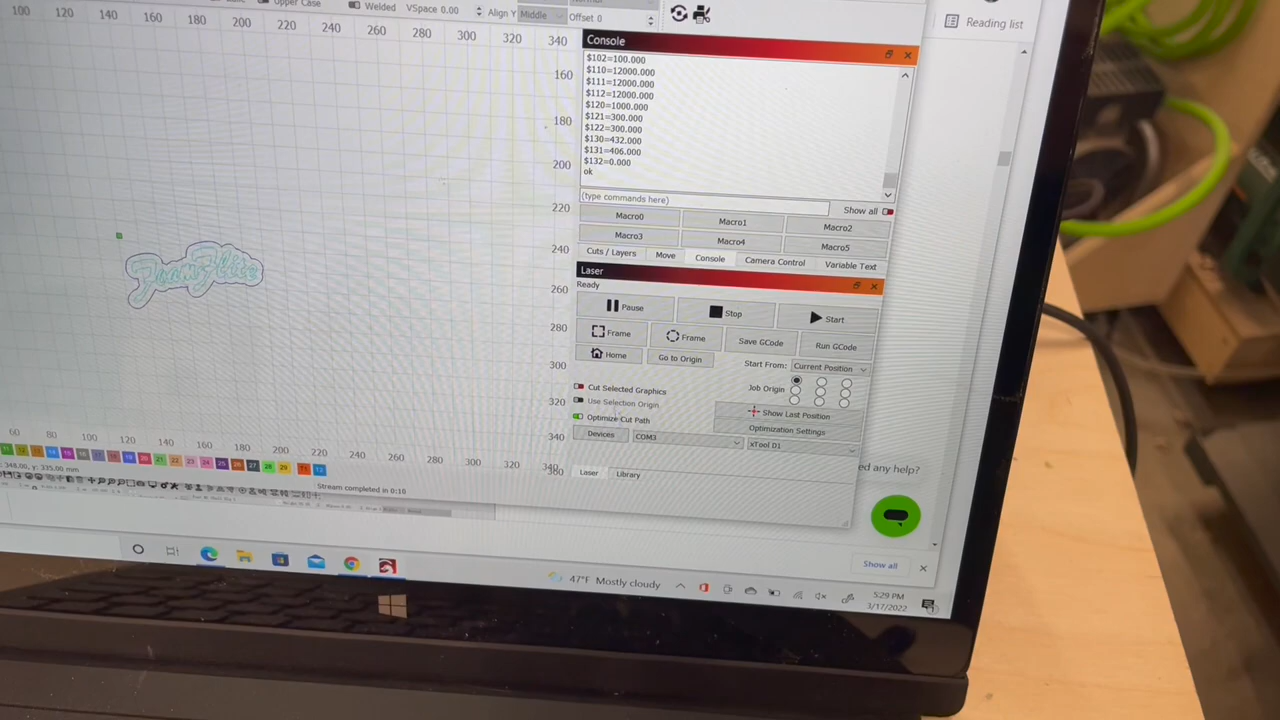 Upper Case
Welded
VSpace 0.00
Align Y
Middle
Offset 0
Reading list
100 120 140 160 180 200 220 240 260 280 300 320 340
160
180
200
220
240
260
280
300
320
340
Console
$102=100.000
$110=12000.000
$111=12000.000
$112=12000.000
$120=1000.000
$121=300.000
$122=300.000
$130=432.000
$131=406.000
$132=0.000
ok
(type commands here)
Show all
Macro0 Macro1 Macro2
Macro3 Macro4 Macro5
Cuts / Layers Move Console Camera Control Variable Text
Laser
Ready
Pause Stop Start
Frame Frame Save GCode Run GCode
Home Go to Origin Start From: Current Position
Job Origin
Cut Selected Graphics
Use Selection Origin
Show Last Position
Optimize Cut Path
Optimization Settings
Devices COM3 xTool D1
Laser Library
60 80 100 120 140 160 180 200 220 240 260 280 300 320
x: 348.00, y: 335.00 mm
Stream completed in 0:10
ed any help?
Show all
47°F Mostly cloudy
5:29 PM
3/17/2022